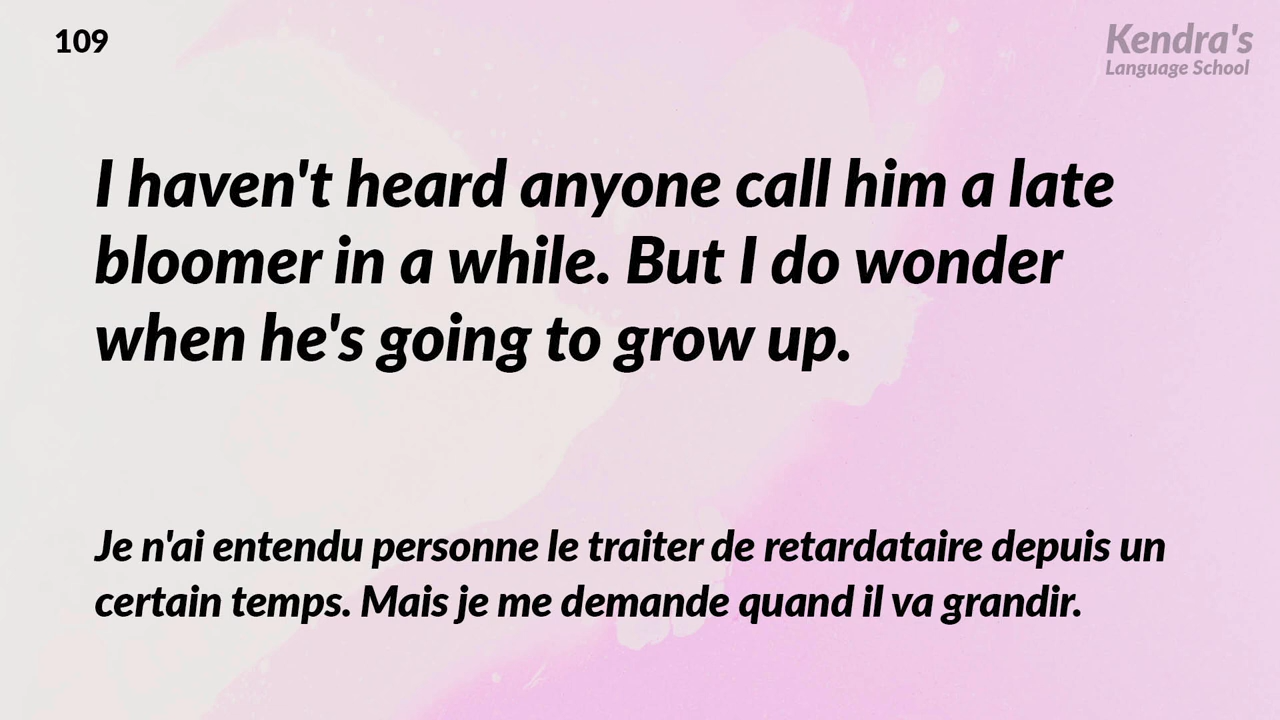 109
Kendra's
Language School
I haven't heard anyone call him a late
bloomer in a while. But I do wonder
when he's going to grow up.
Je n'ai entendu personne le traiter de retardataire depuis un
certain temps. Mais je me demande quand il va grandir.